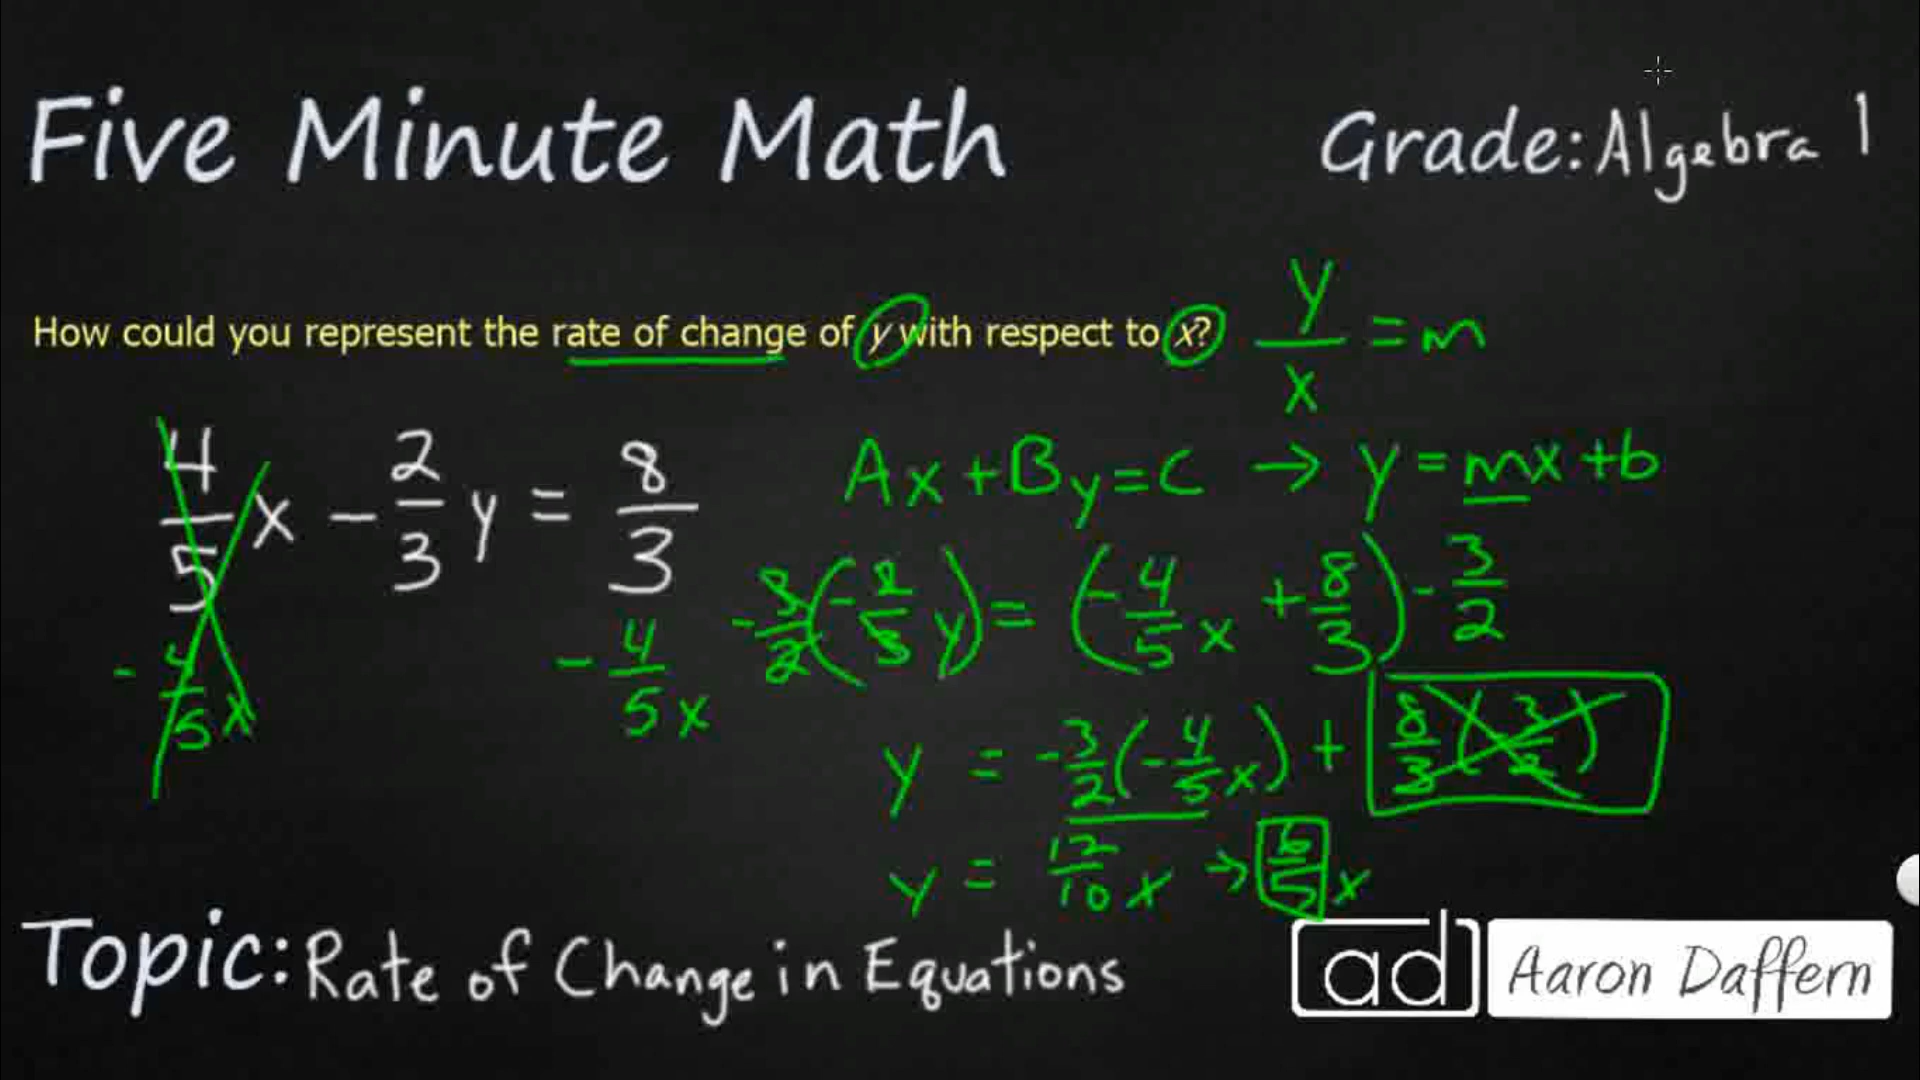 Five Minute Math
Grade: Algebra 1
How could you represent the rate of change of y with respect to x?
y/x = m
4/5 x - 2/3 y = 8/3
Ax + By = C → y = mx + b
- 4/5 x - 4/5 x
- 3/2 (- 2/3 y) = (- 4/5 x + 8/3) - 3/2
y = - 3/2 (- 4/5 x) + 8/3 (- 3/2)
y = 12/10 x → 6/5 x
Topic: Rate of Change in Equations
ad Aaron Daffern